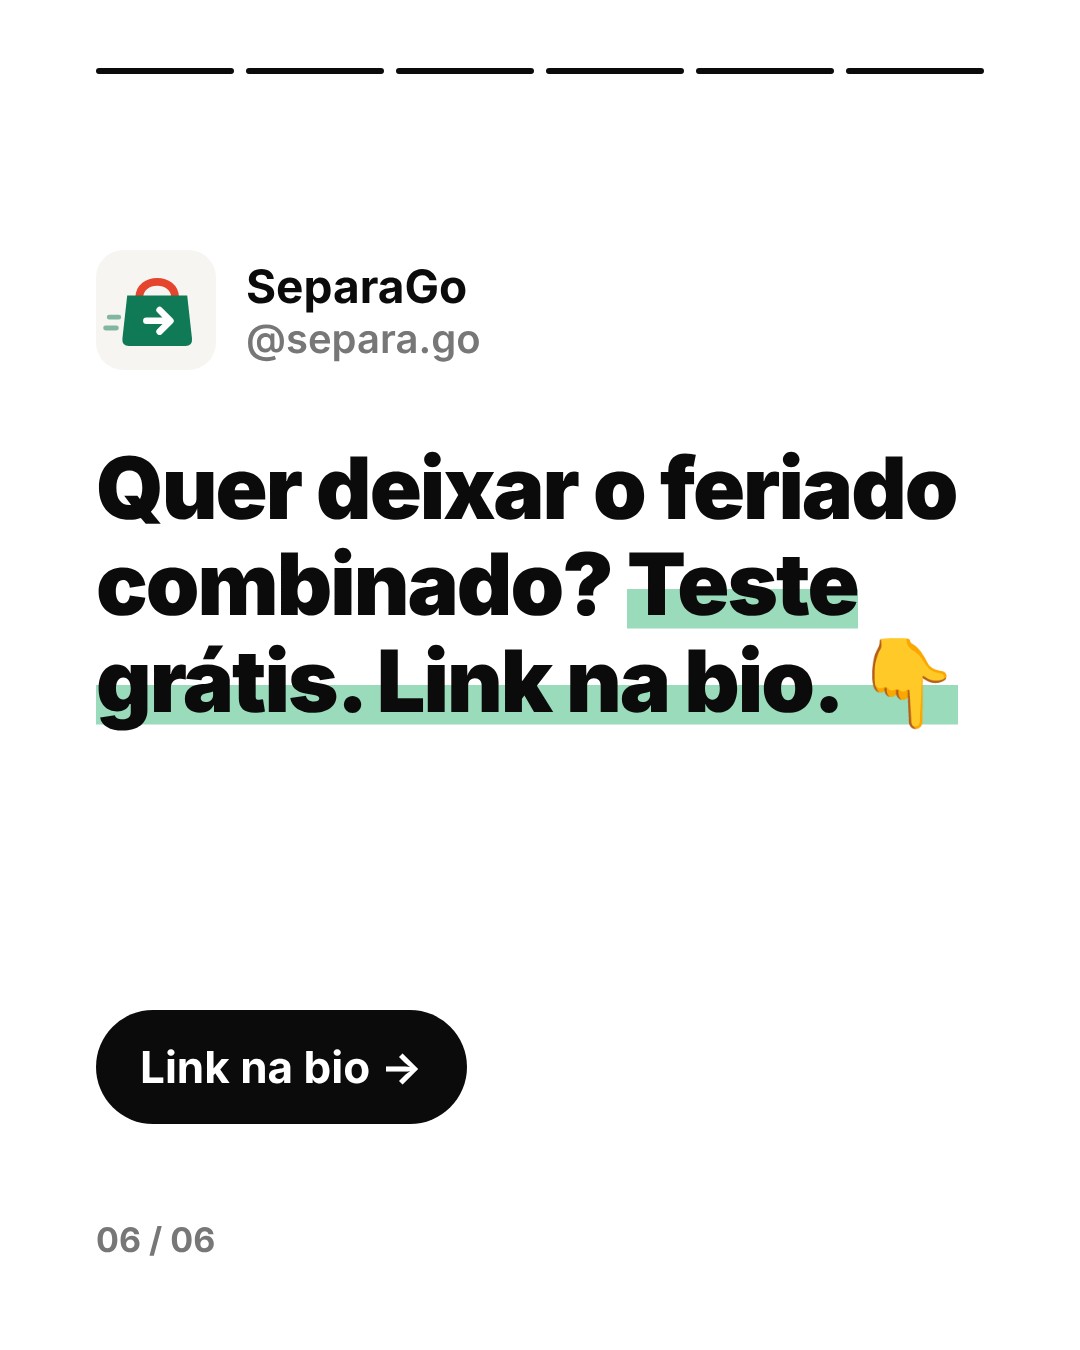 SeparaGo
@separa.go
Quer deixar o feriado
combinado? Teste
grátis. Link na bio. 👇
Link na bio →
06 / 06